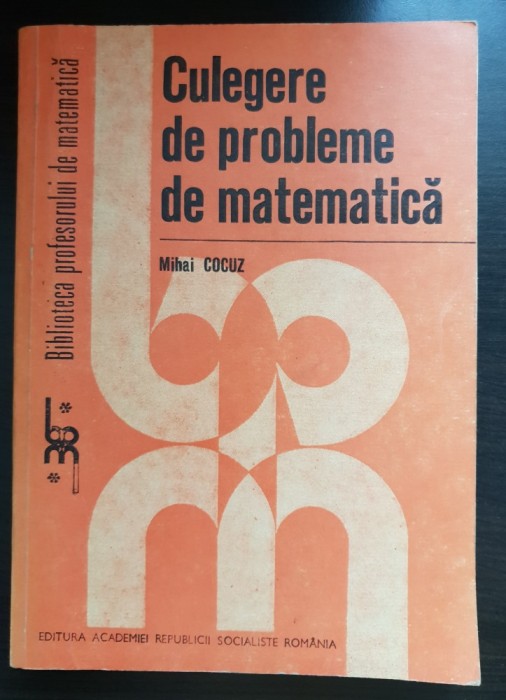 Culegere
de probleme
de matematică
Mihai COCUZ
Biblioteca profesorului de matematică
EDITURA ACADEMIEI REPUBLICII SOCIALISTE ROMÂNIA